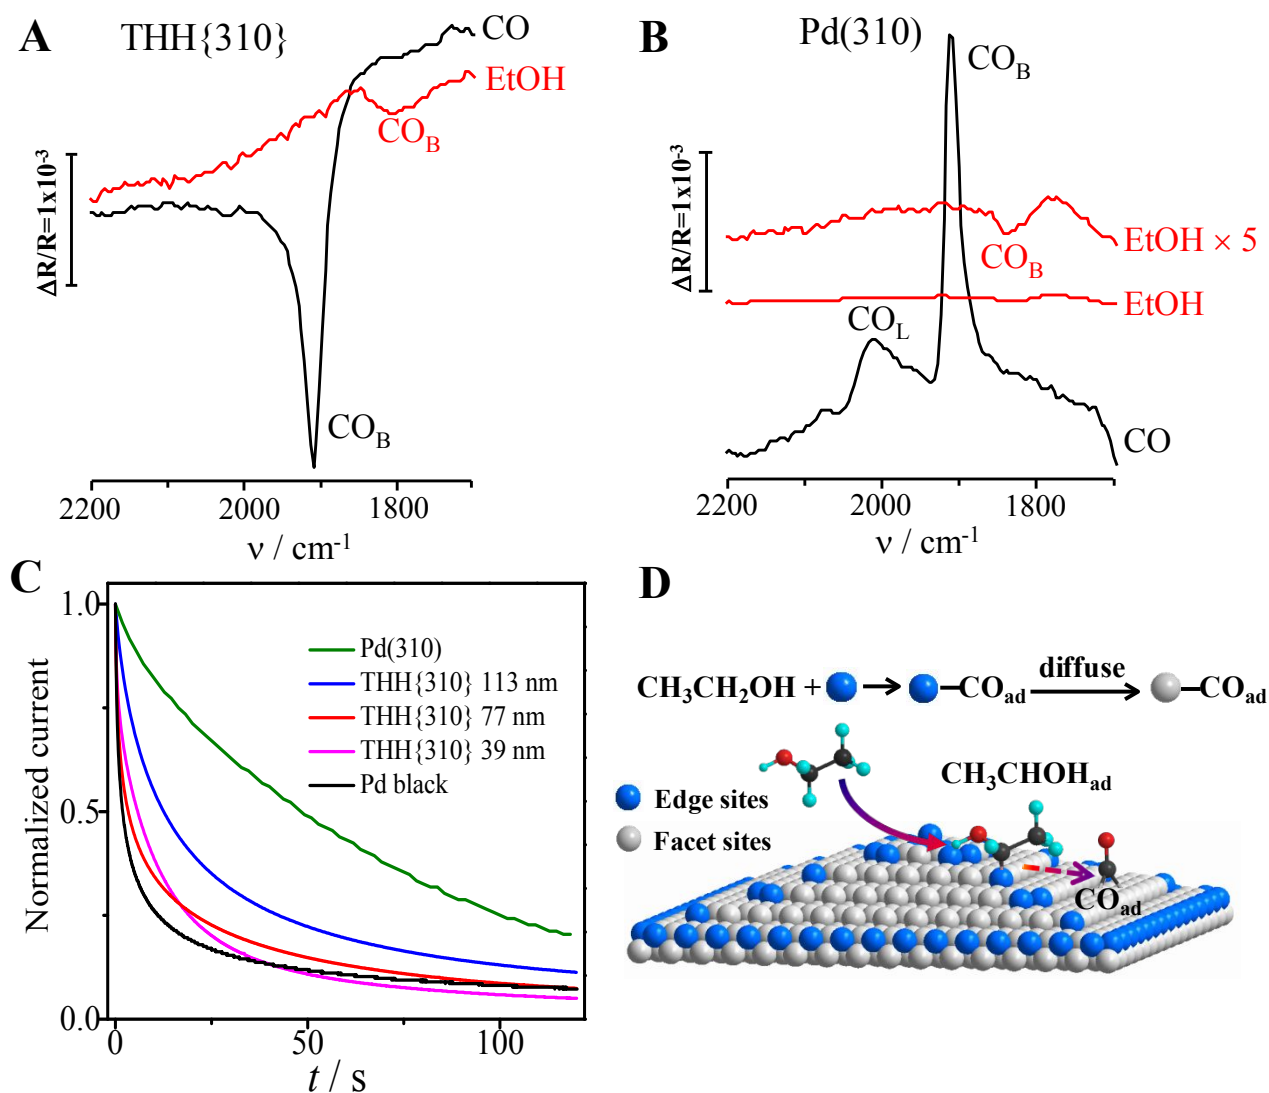 A
THH{310}
CO
EtOH
CO_B
ΔR/R=1x10⁻³
CO_B
2200 2000 1800
ν / cm⁻¹
B
Pd(310)
CO_B
ΔR/R=1x10⁻³
EtOH × 5
CO_B
EtOH
CO_L
CO
2200 2000 1800
ν / cm⁻¹
C
Normalized current
1.0
0.5
0.0
Pd(310)
THH{310} 113 nm
THH{310} 77 nm
THH{310} 39 nm
Pd black
0 50 100
t / s
D
CH₃CH₂OH + → –CO_ad diffuse → –CO_ad
CH₃CHOH_ad
Edge sites
Facet sites
CO_ad